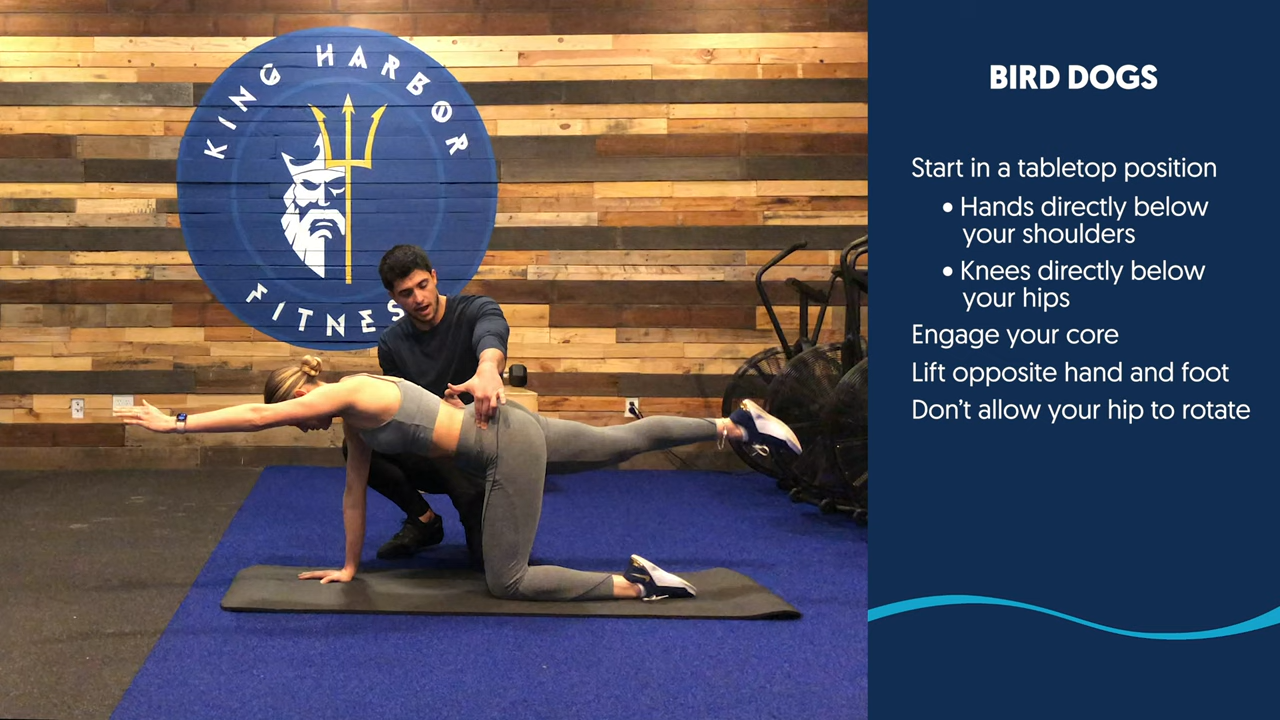 KING HARBOR
FITNES
BIRD DOGS
Start in a tabletop position
• Hands directly below
your shoulders
• Knees directly below
your hips
Engage your core
Lift opposite hand and foot
Don't allow your hip to rotate